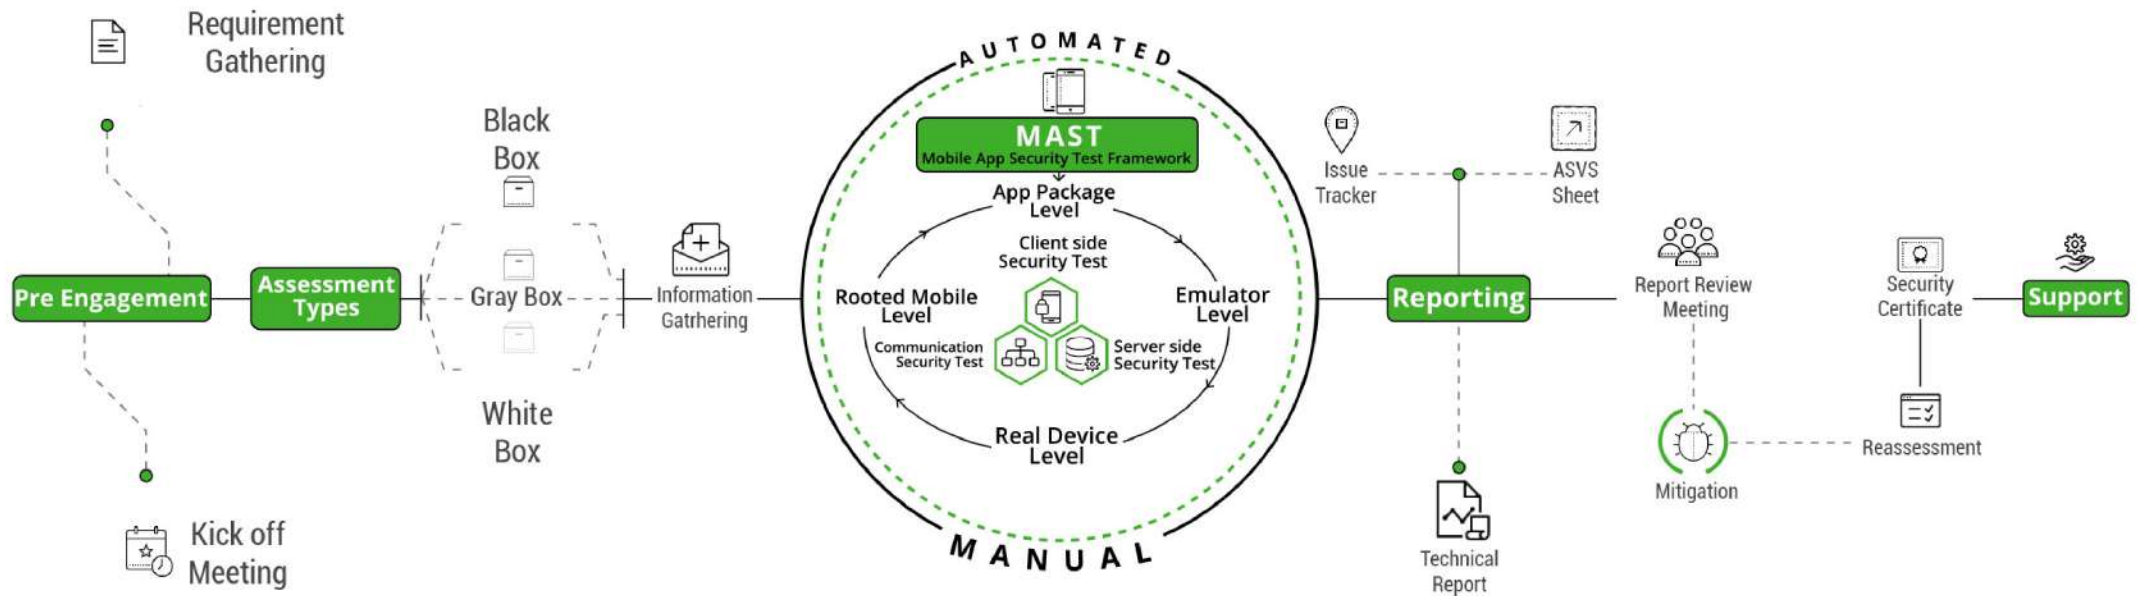 Requirement
Gathering
Pre Engagement
Kick off
Meeting
Assessment
Types
Black
Box
Gray Box
White
Box
Information
Gatrhering
AUTOMATED
MAST
Mobile App Security Test Framework
App Package
Level
Client side
Security Test
Rooted Mobile
Level
Emulator
Level
Communication
Security Test
Server side
Security Test
Real Device
Level
MANUAL
Issue
Tracker
ASVS
Sheet
Reporting
Technical
Report
Report Review
Meeting
Mitigation
Security
Certificate
Reassessment
Support